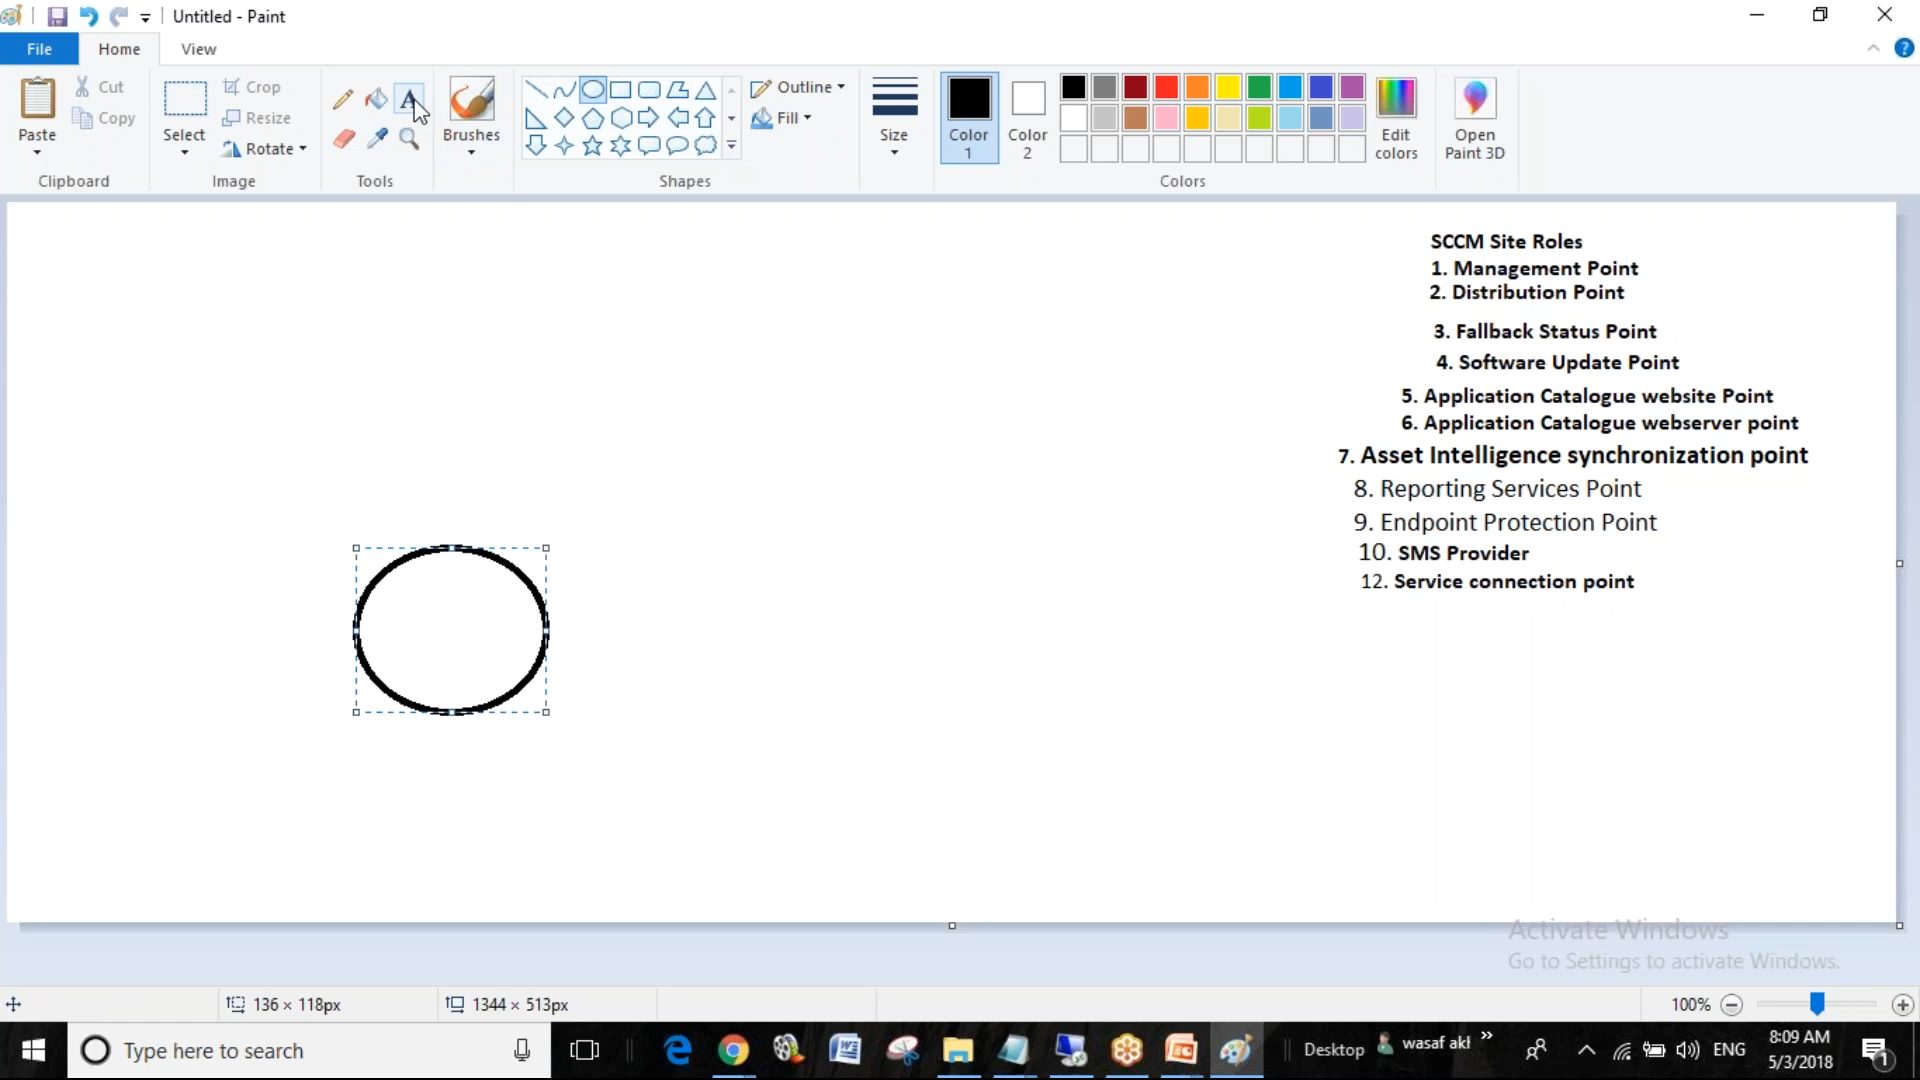 Untitled - Paint
File
Home
View
Paste
Cut
Copy
Clipboard
Select
Crop
Resize
Rotate
Image
A
Tools
Brushes
Shapes
Outline
Fill
Size
Color
1
Color
2
Edit
colors
Colors
Open
Paint 3D
SCCM Site Roles
1. Management Point
2. Distribution Point
3. Fallback Status Point
4. Software Update Point
5. Application Catalogue website Point
6. Application Catalogue webserver point
7. Asset Intelligence synchronization point
8. Reporting Services Point
9. Endpoint Protection Point
10. SMS Provider
12. Service connection point
Activate Windows
Go to Settings to activate Windows.
136 × 118px
1344 × 513px
100%
Type here to search
Desktop
wasaf akl
ENG
8:09 AM
5/3/2018
1